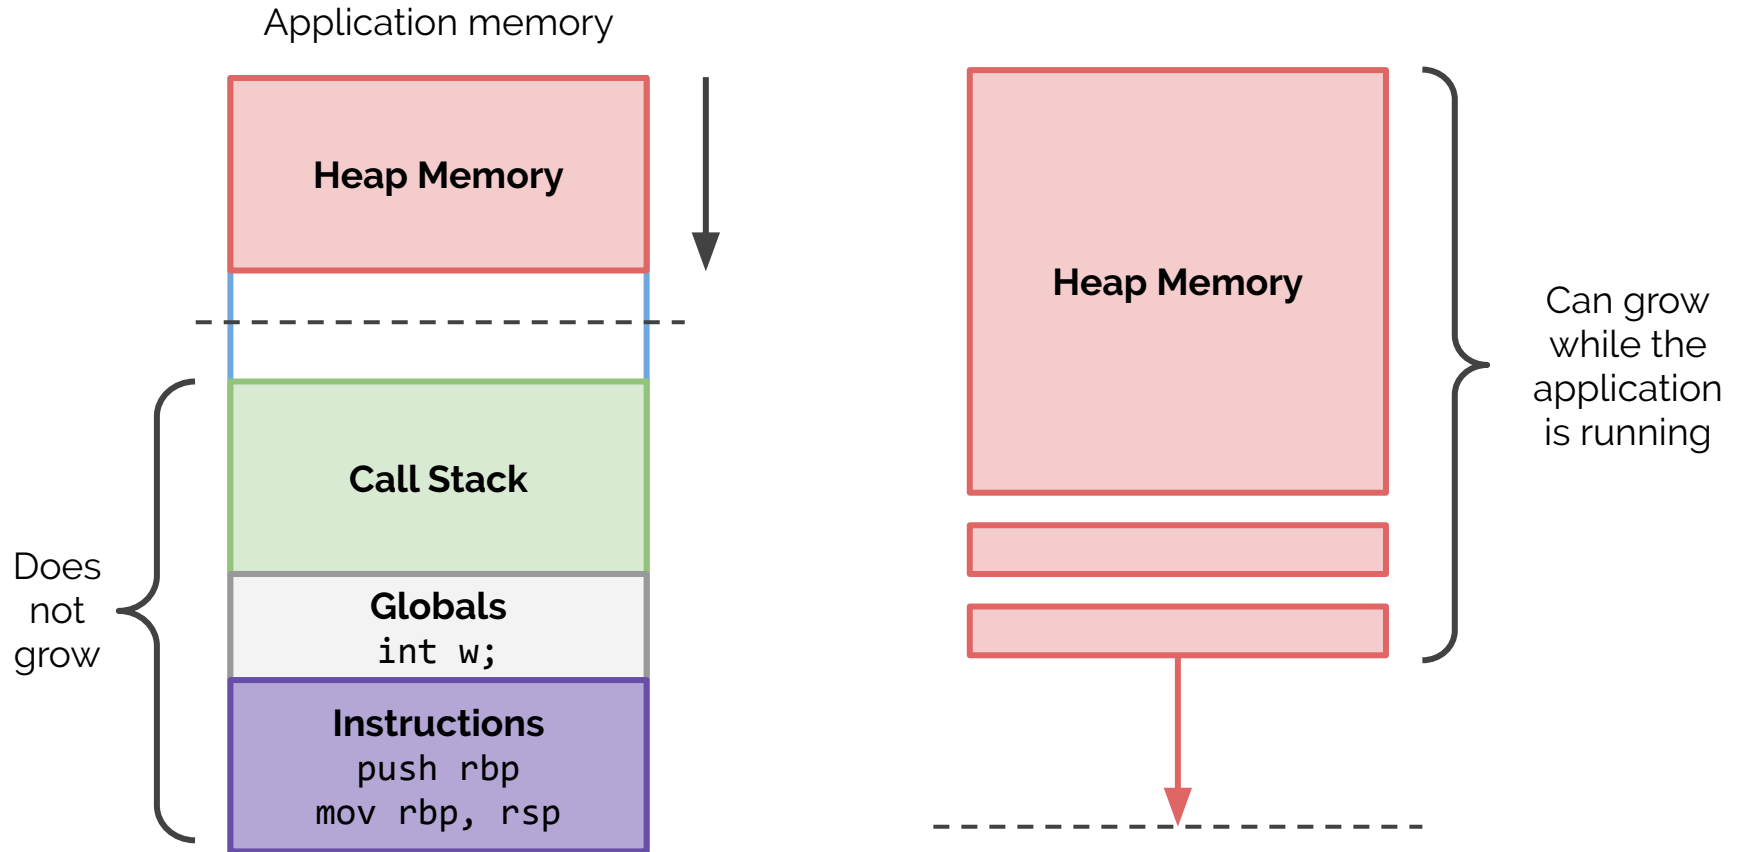 Application memory
Heap Memory
Call Stack
Globals
int w;
Instructions
push rbp
mov rbp, rsp
Does
not
grow
Heap Memory
Can grow
while the
application
is running